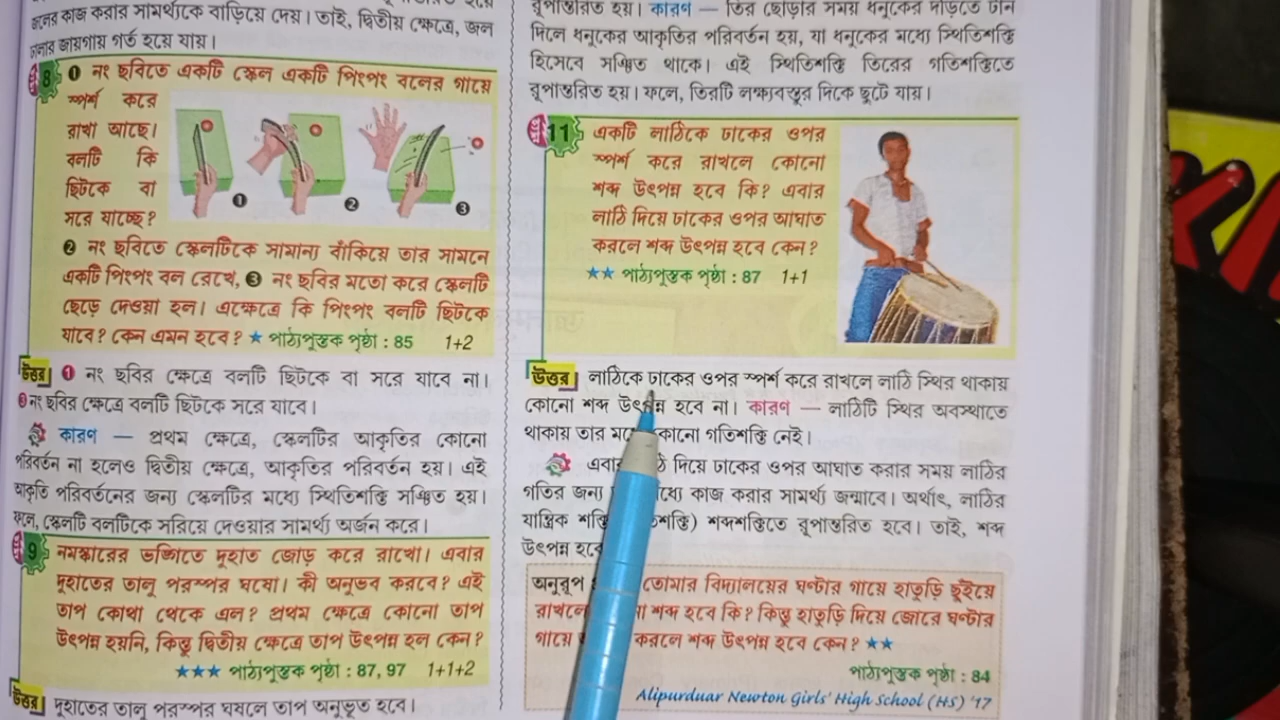 জলের কাজ করার সামর্থ্যকে বাড়িয়ে দেয়। তাই, দ্বিতীয় ক্ষেত্রে, জল
ঢালার জায়গায় গর্ত হয়ে যায়।
8 ❶ নং ছবিতে একটি স্কেল একটি পিংপং বলের গায়ে
স্পর্শ করে
রাখা আছে।
বলটি কি
ছিটকে বা
সরে যাচ্ছে?
❶ ❷ ❸
❷ নং ছবিতে স্কেলটিকে সামান্য বাঁকিয়ে তার সামনে
একটি পিংপং বল রেখে, ❸ নং ছবির মতো করে স্কেলটি
ছেড়ে দেওয়া হল। এক্ষেত্রে কি পিংপং বলটি ছিটকে
যাবে? কেন এমন হবে? ★ পাঠ্যপুস্তক পৃষ্ঠা : 85 1+2
উত্তর ❶ নং ছবির ক্ষেত্রে বলটি ছিটকে বা সরে যাবে না।
❸ নং ছবির ক্ষেত্রে বলটি ছিটকে সরে যাবে।
কারণ — প্রথম ক্ষেত্রে, স্কেলটির আকৃতির কোনো
পরিবর্তন না হলেও দ্বিতীয় ক্ষেত্রে, আকৃতির পরিবর্তন হয়। এই
আকৃতি পরিবর্তনের জন্য স্কেলটির মধ্যে স্থিতিশক্তি সঞ্চিত হয়।
ফলে, স্কেলটি বলটিকে সরিয়ে দেওয়ার সামর্থ্য অর্জন করে।
9 নমস্কারের ভঙ্গিতে দুহাত জোড় করে রাখো। এবার
দুহাতের তালু পরস্পর ঘষো। কী অনুভব করবে? এই
তাপ কোথা থেকে এল? প্রথম ক্ষেত্রে কোনো তাপ
উৎপন্ন হয়নি, কিন্তু দ্বিতীয় ক্ষেত্রে তাপ উৎপন্ন হল কেন?
★★★ পাঠ্যপুস্তক পৃষ্ঠা : 87, 97 1+1+2
উত্তর দুহাতের তালু পরস্পর ঘষলে তাপ অনুভূত হবে।
রূপান্তরিত হয়। কারণ — তির ছোড়ার সময় ধনুকের দড়িতে টান
দিলে ধনুকের আকৃতির পরিবর্তন হয়, যা ধনুকের মধ্যে স্থিতিশক্তি
হিসেবে সঞ্চিত থাকে। এই স্থিতিশক্তি তিরের গতিশক্তিতে
রূপান্তরিত হয়। ফলে, তিরটি লক্ষ্যবস্তুর দিকে ছুটে যায়।
প্রশ্ন 11 একটি লাঠিকে ঢাকের ওপর
স্পর্শ করে রাখলে কোনো
শব্দ উৎপন্ন হবে কি? এবার
লাঠি দিয়ে ঢাকের ওপর আঘাত
করলে শব্দ উৎপন্ন হবে কেন?
★★ পাঠ্যপুস্তক পৃষ্ঠা : 87 1+1
উত্তর লাঠিকে ঢাকের ওপর স্পর্শ করে রাখলে লাঠি স্থির থাকায়
কোনো শব্দ উৎপন্ন হবে না। কারণ — লাঠিটি স্থির অবস্থাতে
থাকায় তার কোনো গতিশক্তি নেই।
দিয়ে ঢাকের ওপর আঘাত করার সময় লাঠির
গতির জন্য কাজ করার সামর্থ্য জন্মাবে। অর্থাৎ, লাঠির
যান্ত্রিক শব্দশক্তিতে রূপান্তরিত হবে। তাই, শব্দ
উৎপন্ন
অনুরূপ তোমার বিদ্যালয়ের ঘণ্টার গায়ে হাতুড়ি ছুঁইয়ে
রাখলে শব্দ হবে কি? কিন্তু হাতুড়ি দিয়ে জোরে ঘণ্টার
গায়ে করলে শব্দ উৎপন্ন হবে কেন? ★★
পাঠ্যপুস্তক পৃষ্ঠা : 84
Alipurduar Newton Girls' High School (HS) '17